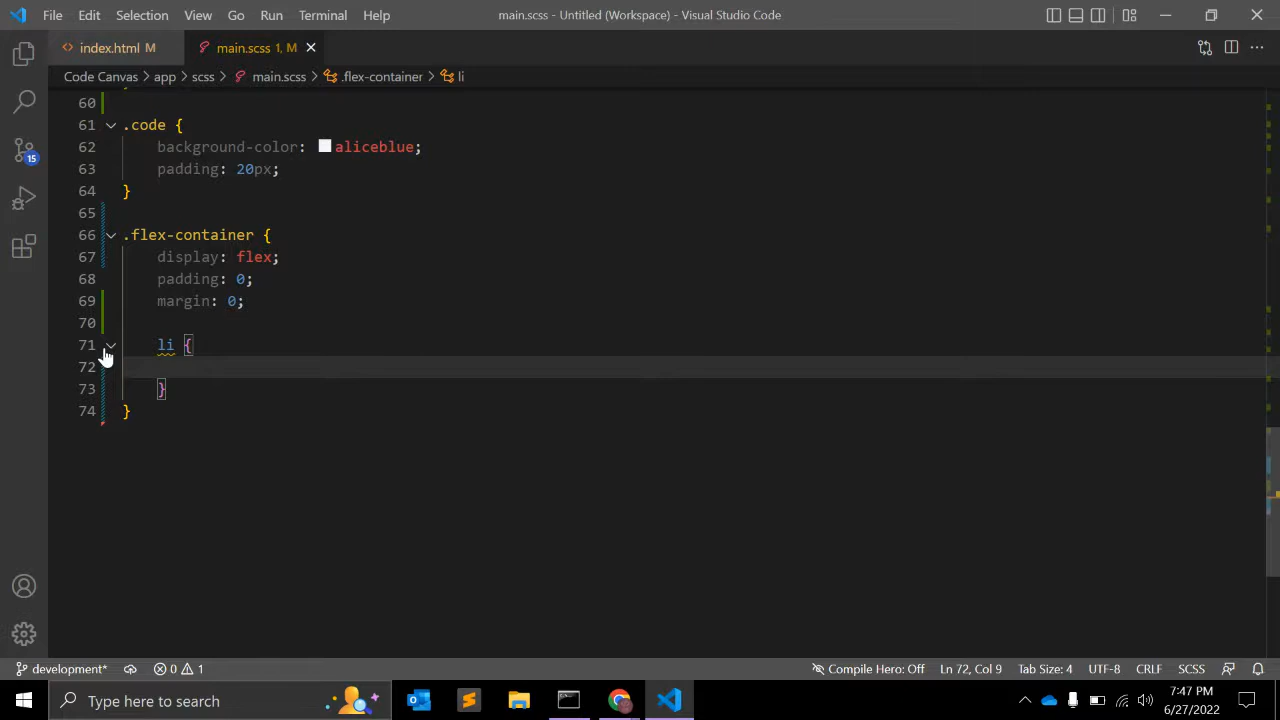 File Edit Selection View Go Run Terminal Help main.scss - Untitled (Workspace) - Visual Studio Code
index.html M main.scss 1, M
Code Canvas > app > scss > main.scss > .flex-container > li
60
61 .code {
62 background-color: aliceblue;
63 padding: 20px;
64 }
65
66 .flex-container {
67 display: flex;
68 padding: 0;
69 margin: 0;
70
71 li {
72
73 }
74 }
15
development* 0 1 Compile Hero: Off Ln 72, Col 9 Tab Size: 4 UTF-8 CRLF SCSS
Type here to search
7:47 PM
6/27/2022